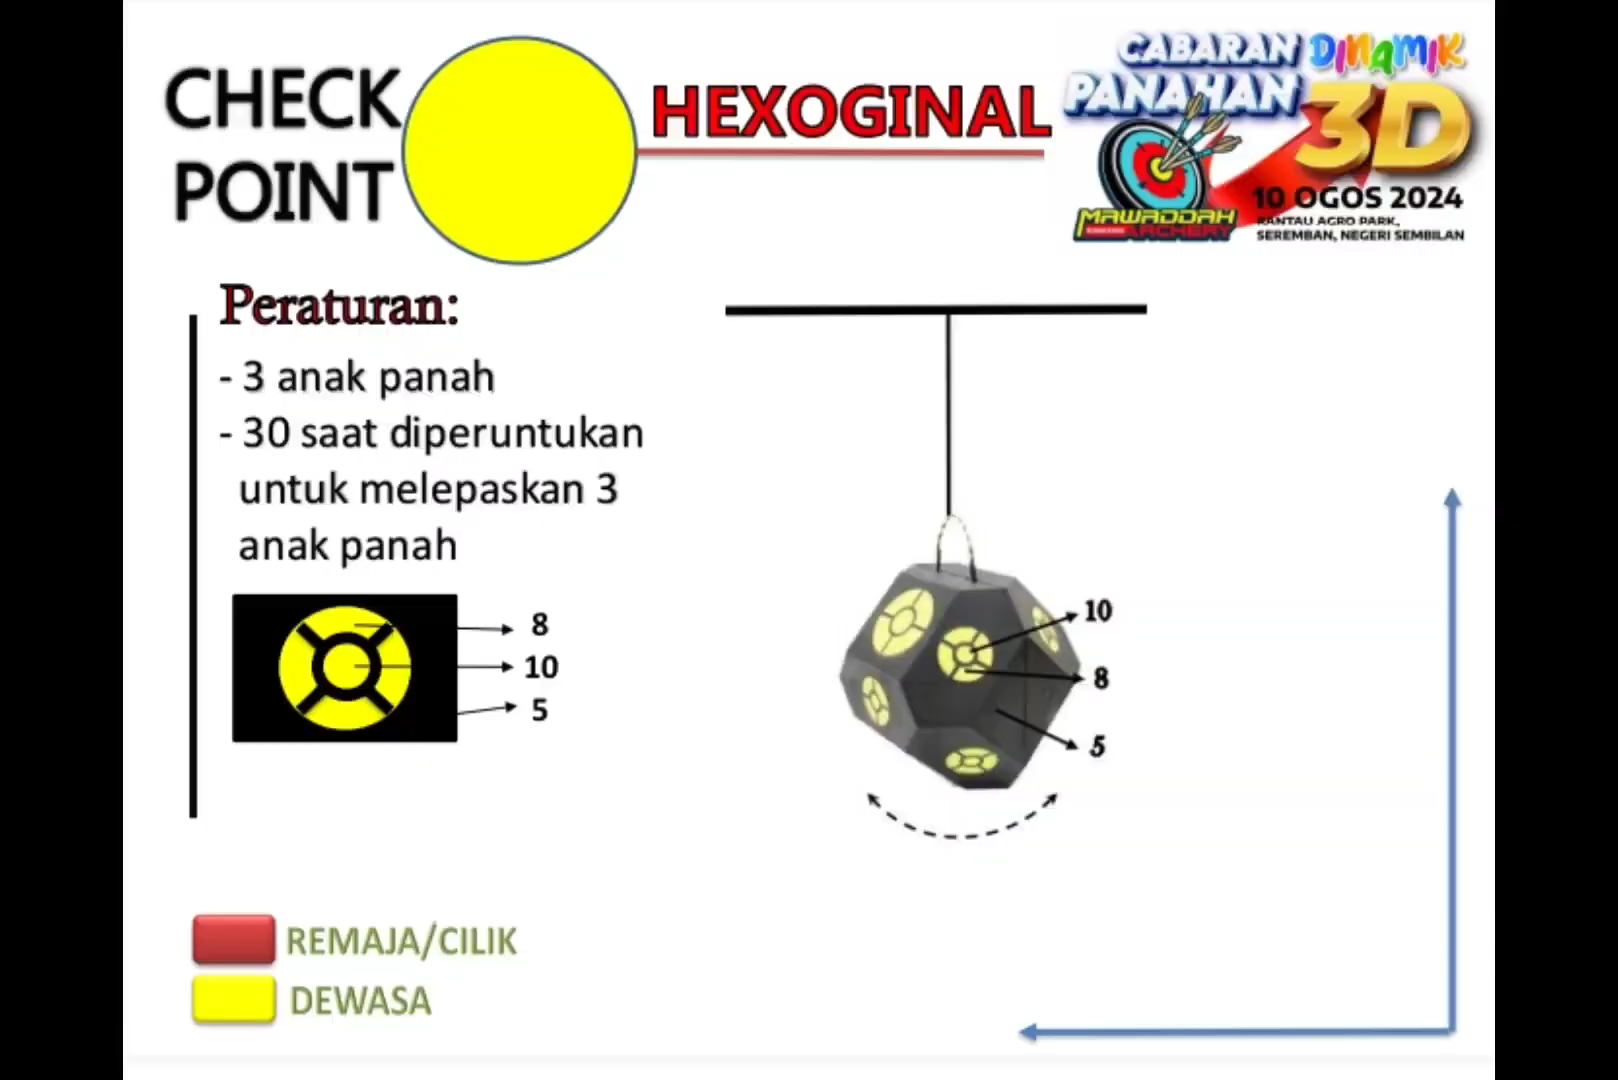 CHECK
POINT
HEXOGINAL
CABARAN DINAMIK
PANAHAN
3D
MAWADDAH
ARCHERY
10 OGOS 2024
RANTAU AGRO PARK,
SEREMBAN, NEGERI SEMBILAN
Peraturan:
- 3 anak panah
- 30 saat diperuntukan
untuk melepaskan 3
anak panah
8
10
5
10
8
5
REMAJA/CILIK
DEWASA